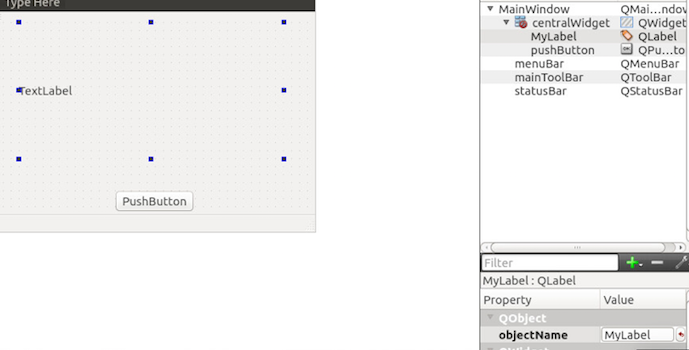 Type Here
TextLabel
PushButton
MainWindow QMai...ndow
centralWidget QWidget
MyLabel QLabel
pushButton QPu...to
menuBar QMenuBar
mainToolBar QToolBar
statusBar QStatusBar
Filter
MyLabel : QLabel
Property Value
QObject
objectName MyLabel